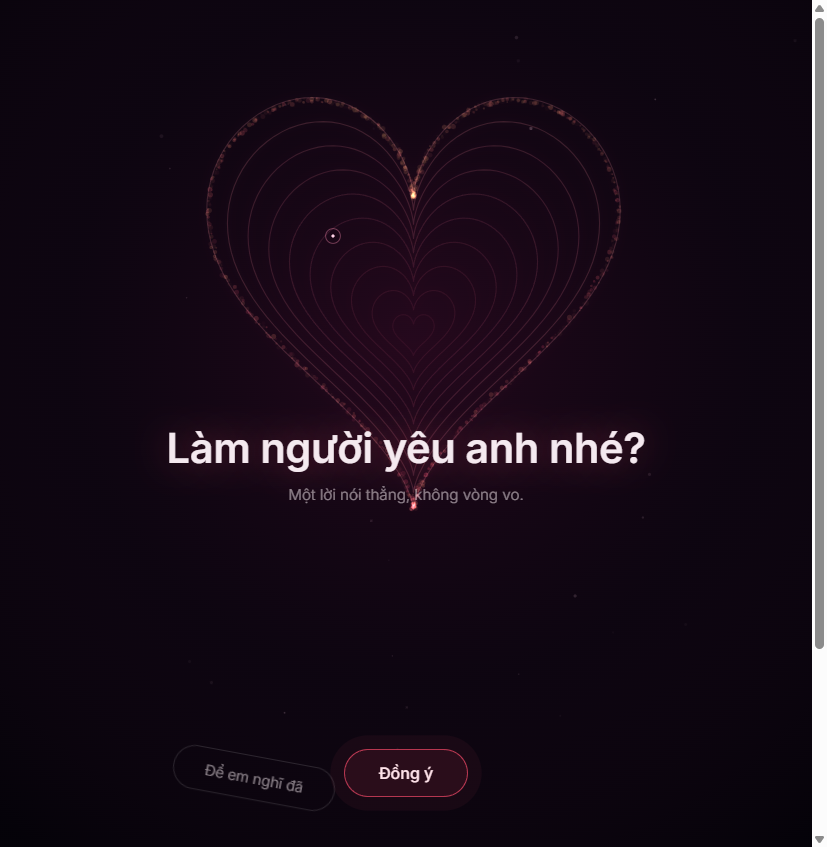 Làm người yêu anh nhé?
Một lời nói thẳng, không vòng vo.
Để em nghĩ đã
Đồng ý